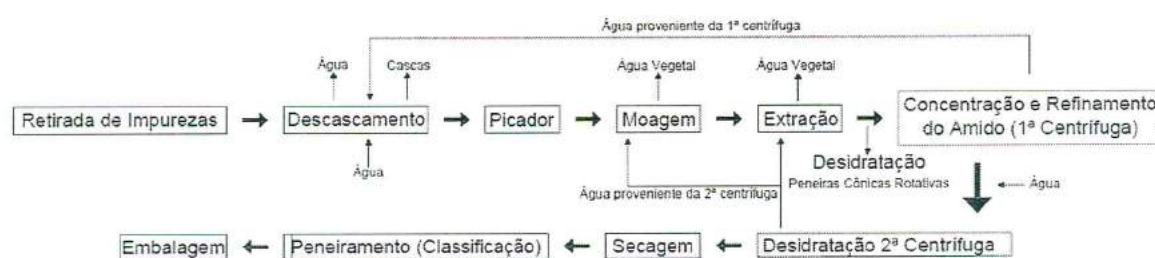 Água proveniente da 1ª centrífuga
Água
Cascas
Água Vegetal
Água Vegetal
Retirada de Impurezas
Descascamento
Picador
Moagem
Extração
Concentração e Refinamento
do Amido (1ª Centrífuga)
Água
Desidratação
Peneiras Cônicas Rotativas
Água
Água proveniente da 2ª centrífuga
Embalagem
Peneiramento (Classificação)
Secagem
Desidratação 2ª Centrífuga